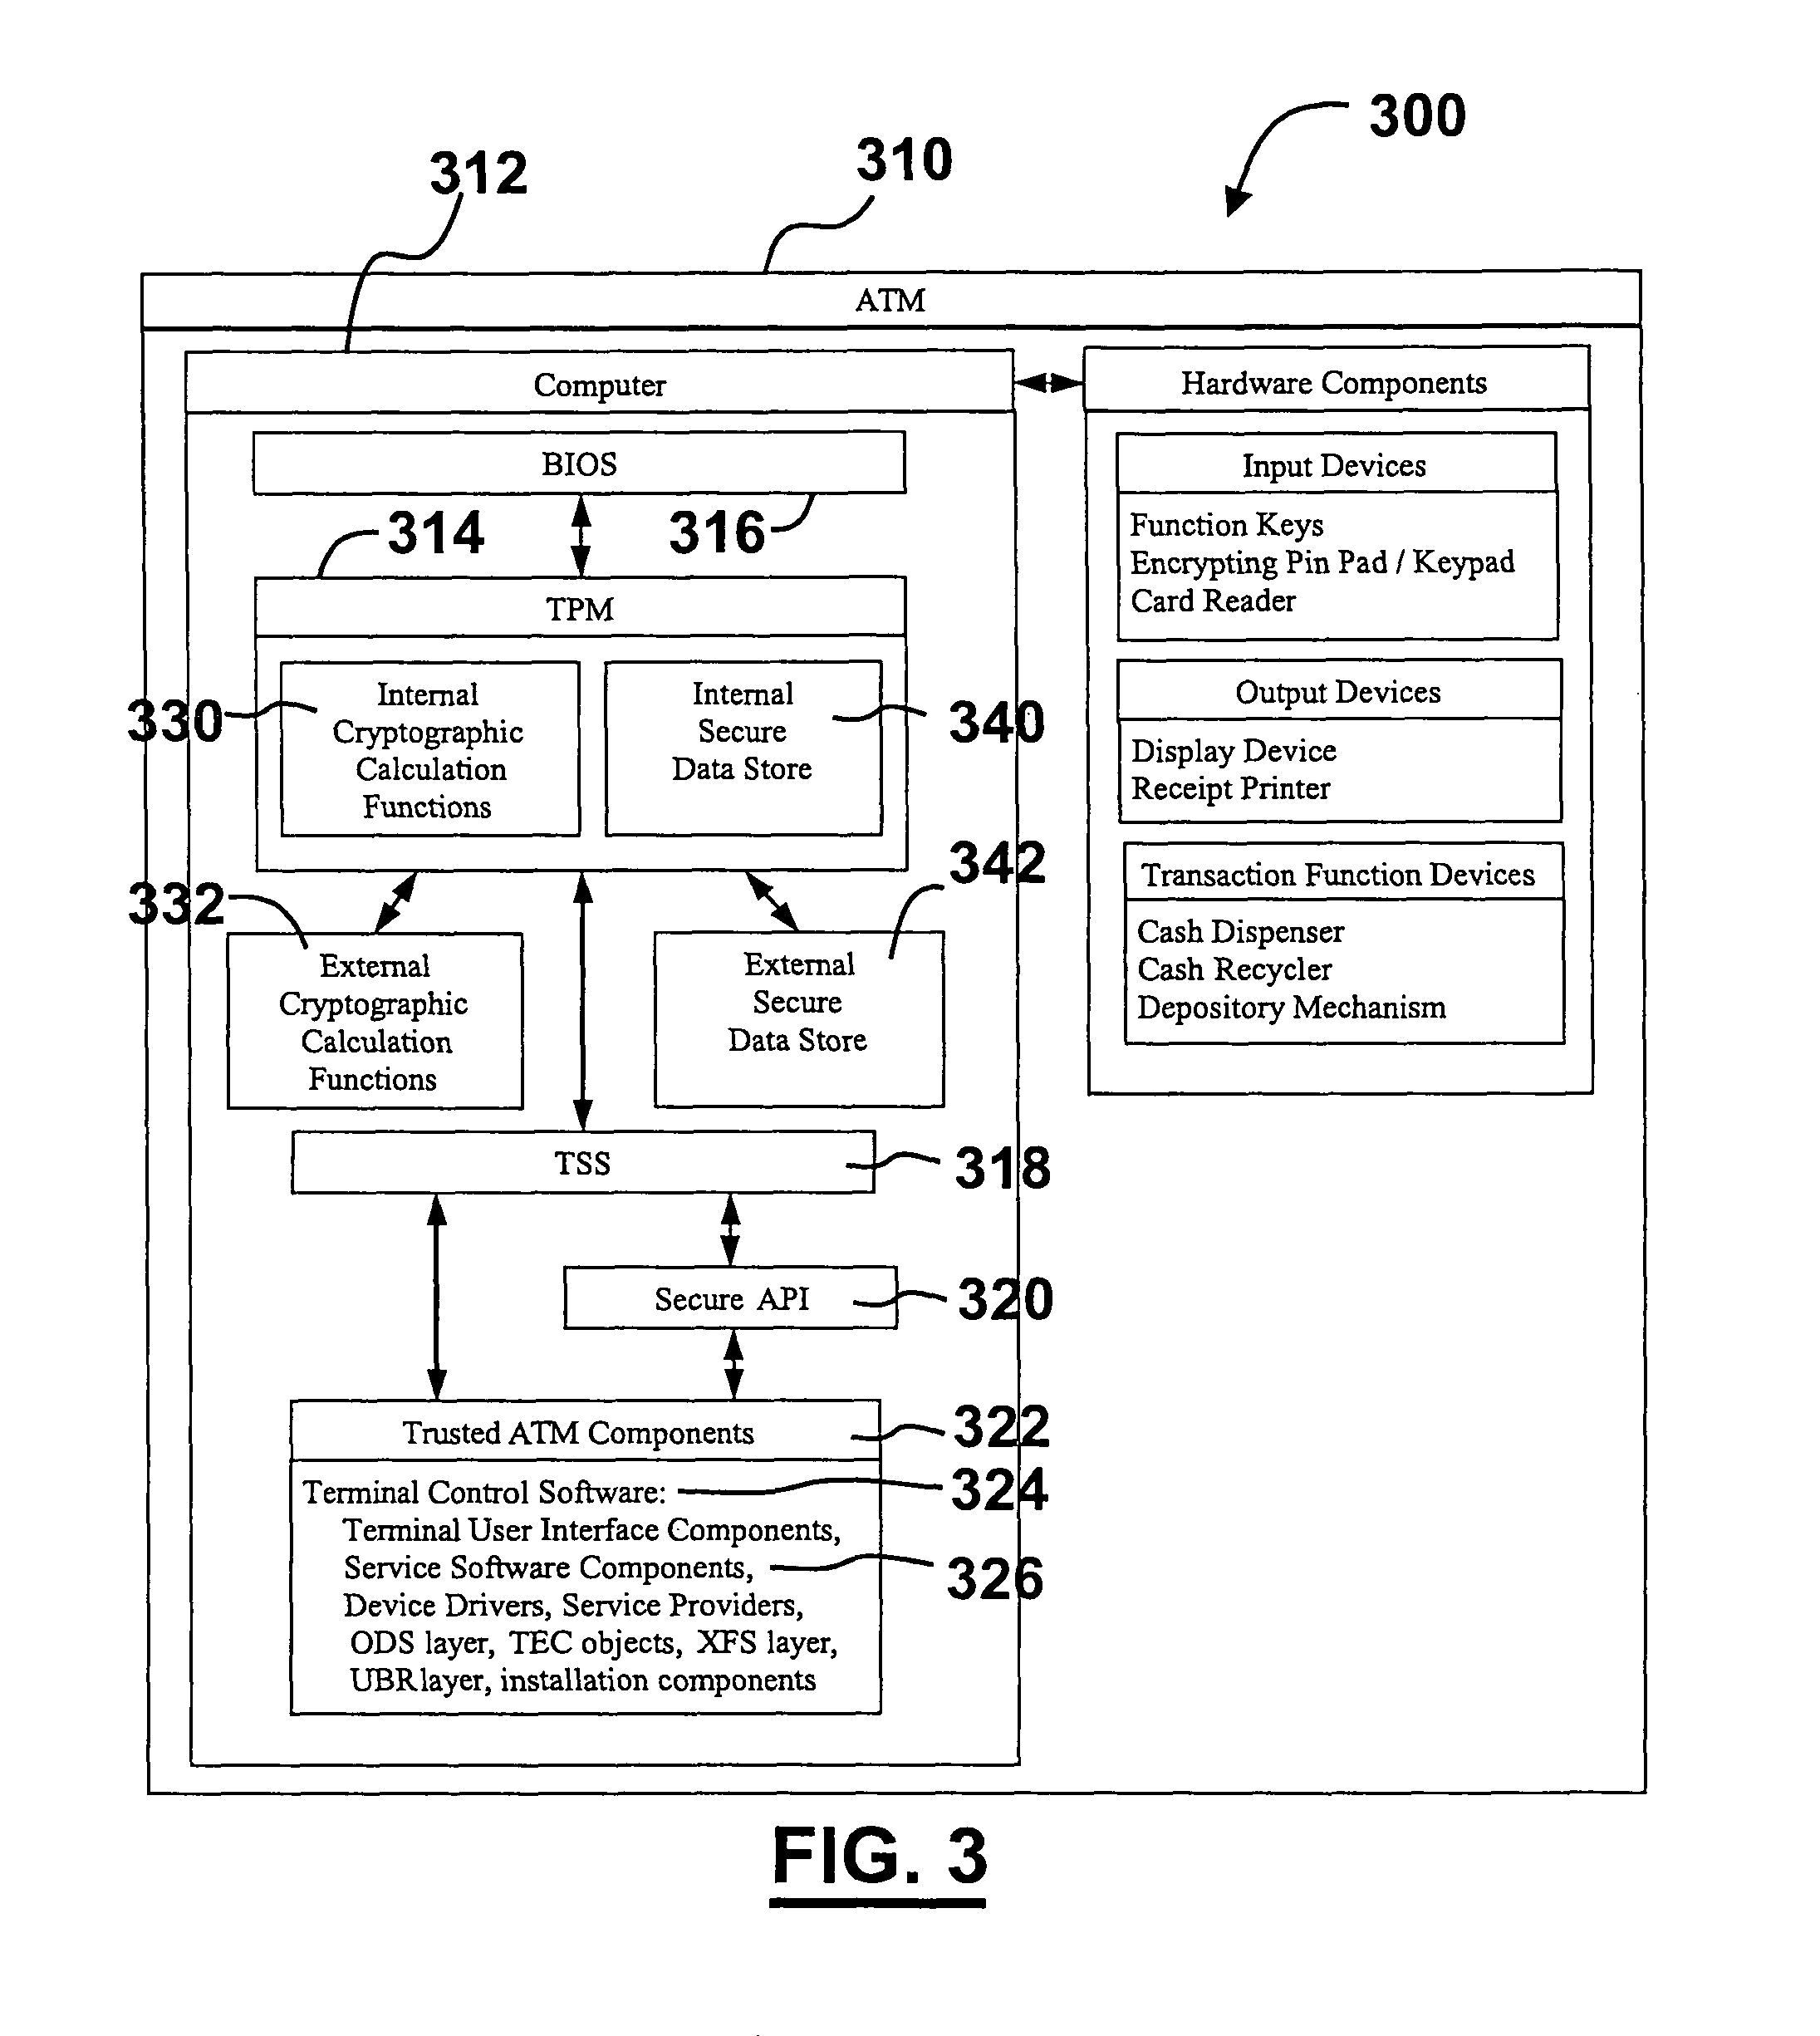 300
310
312
ATM
Computer
Hardware Components
BIOS
316
314
TPM
Internal
Cryptographic
Calculation
Functions
330
Internal
Secure
Data Store
340
332
342
External
Cryptographic
Calculation
Functions
External
Secure
Data Store
TSS
318
Secure API
320
Trusted ATM Components
322
Terminal Control Software:
324
Terminal User Interface Components,
Service Software Components,
326
Device Drivers, Service Providers,
ODS layer, TEC objects, XFS layer,
UBR layer, installation components
Input Devices
Function Keys
Encrypting Pin Pad / Keypad
Card Reader
Output Devices
Display Device
Receipt Printer
Transaction Function Devices
Cash Dispenser
Cash Recycler
Depository Mechanism
FIG. 3